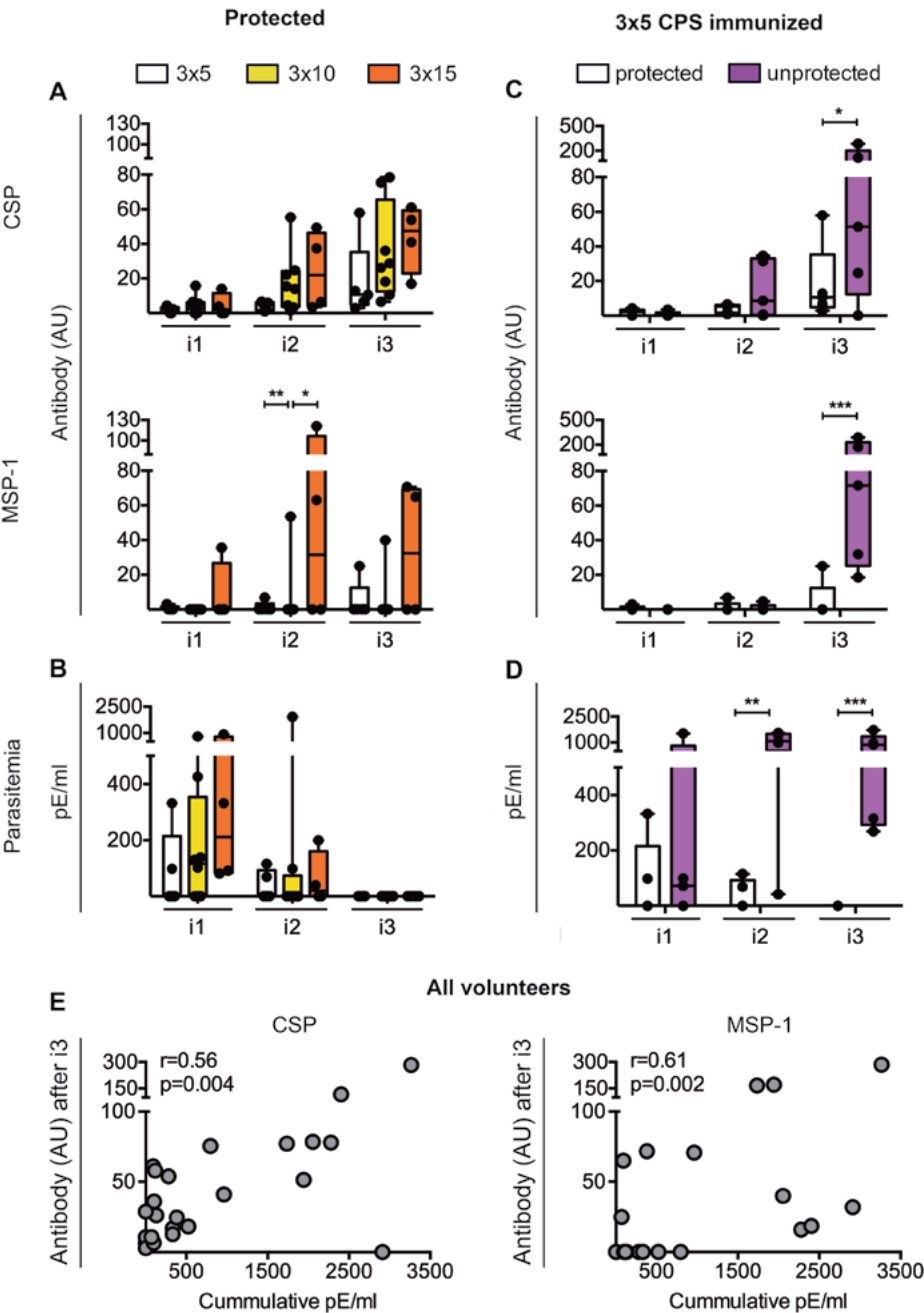 Protected
3x5 CPS immunized
3x5 3x10 3x15
protected unprotected
A
C
CSP
Antibody (AU)
130
100
80
60
40
20
i1 i2 i3
Antibody (AU)
500
200
80
60
40
20
*
i1 i2 i3
MSP-1
130
100
80
60
40
20
** *
i1 i2 i3
500
200
80
60
40
20
***
i1 i2 i3
B
D
Parasitemia
pE/ml
2500
1000
400
200
i1 i2 i3
pE/ml
2500
1000
400
200
** ***
i1 i2 i3
All volunteers
E
CSP
Antibody (AU) after i3
300
150
100
50
r=0.56
p=0.004
500 1500 2500 3500
Cummulative pE/ml
MSP-1
Antibody (AU) after i3
300
150
100
50
r=0.61
p=0.002
500 1500 2500 3500
Cummulative pE/ml